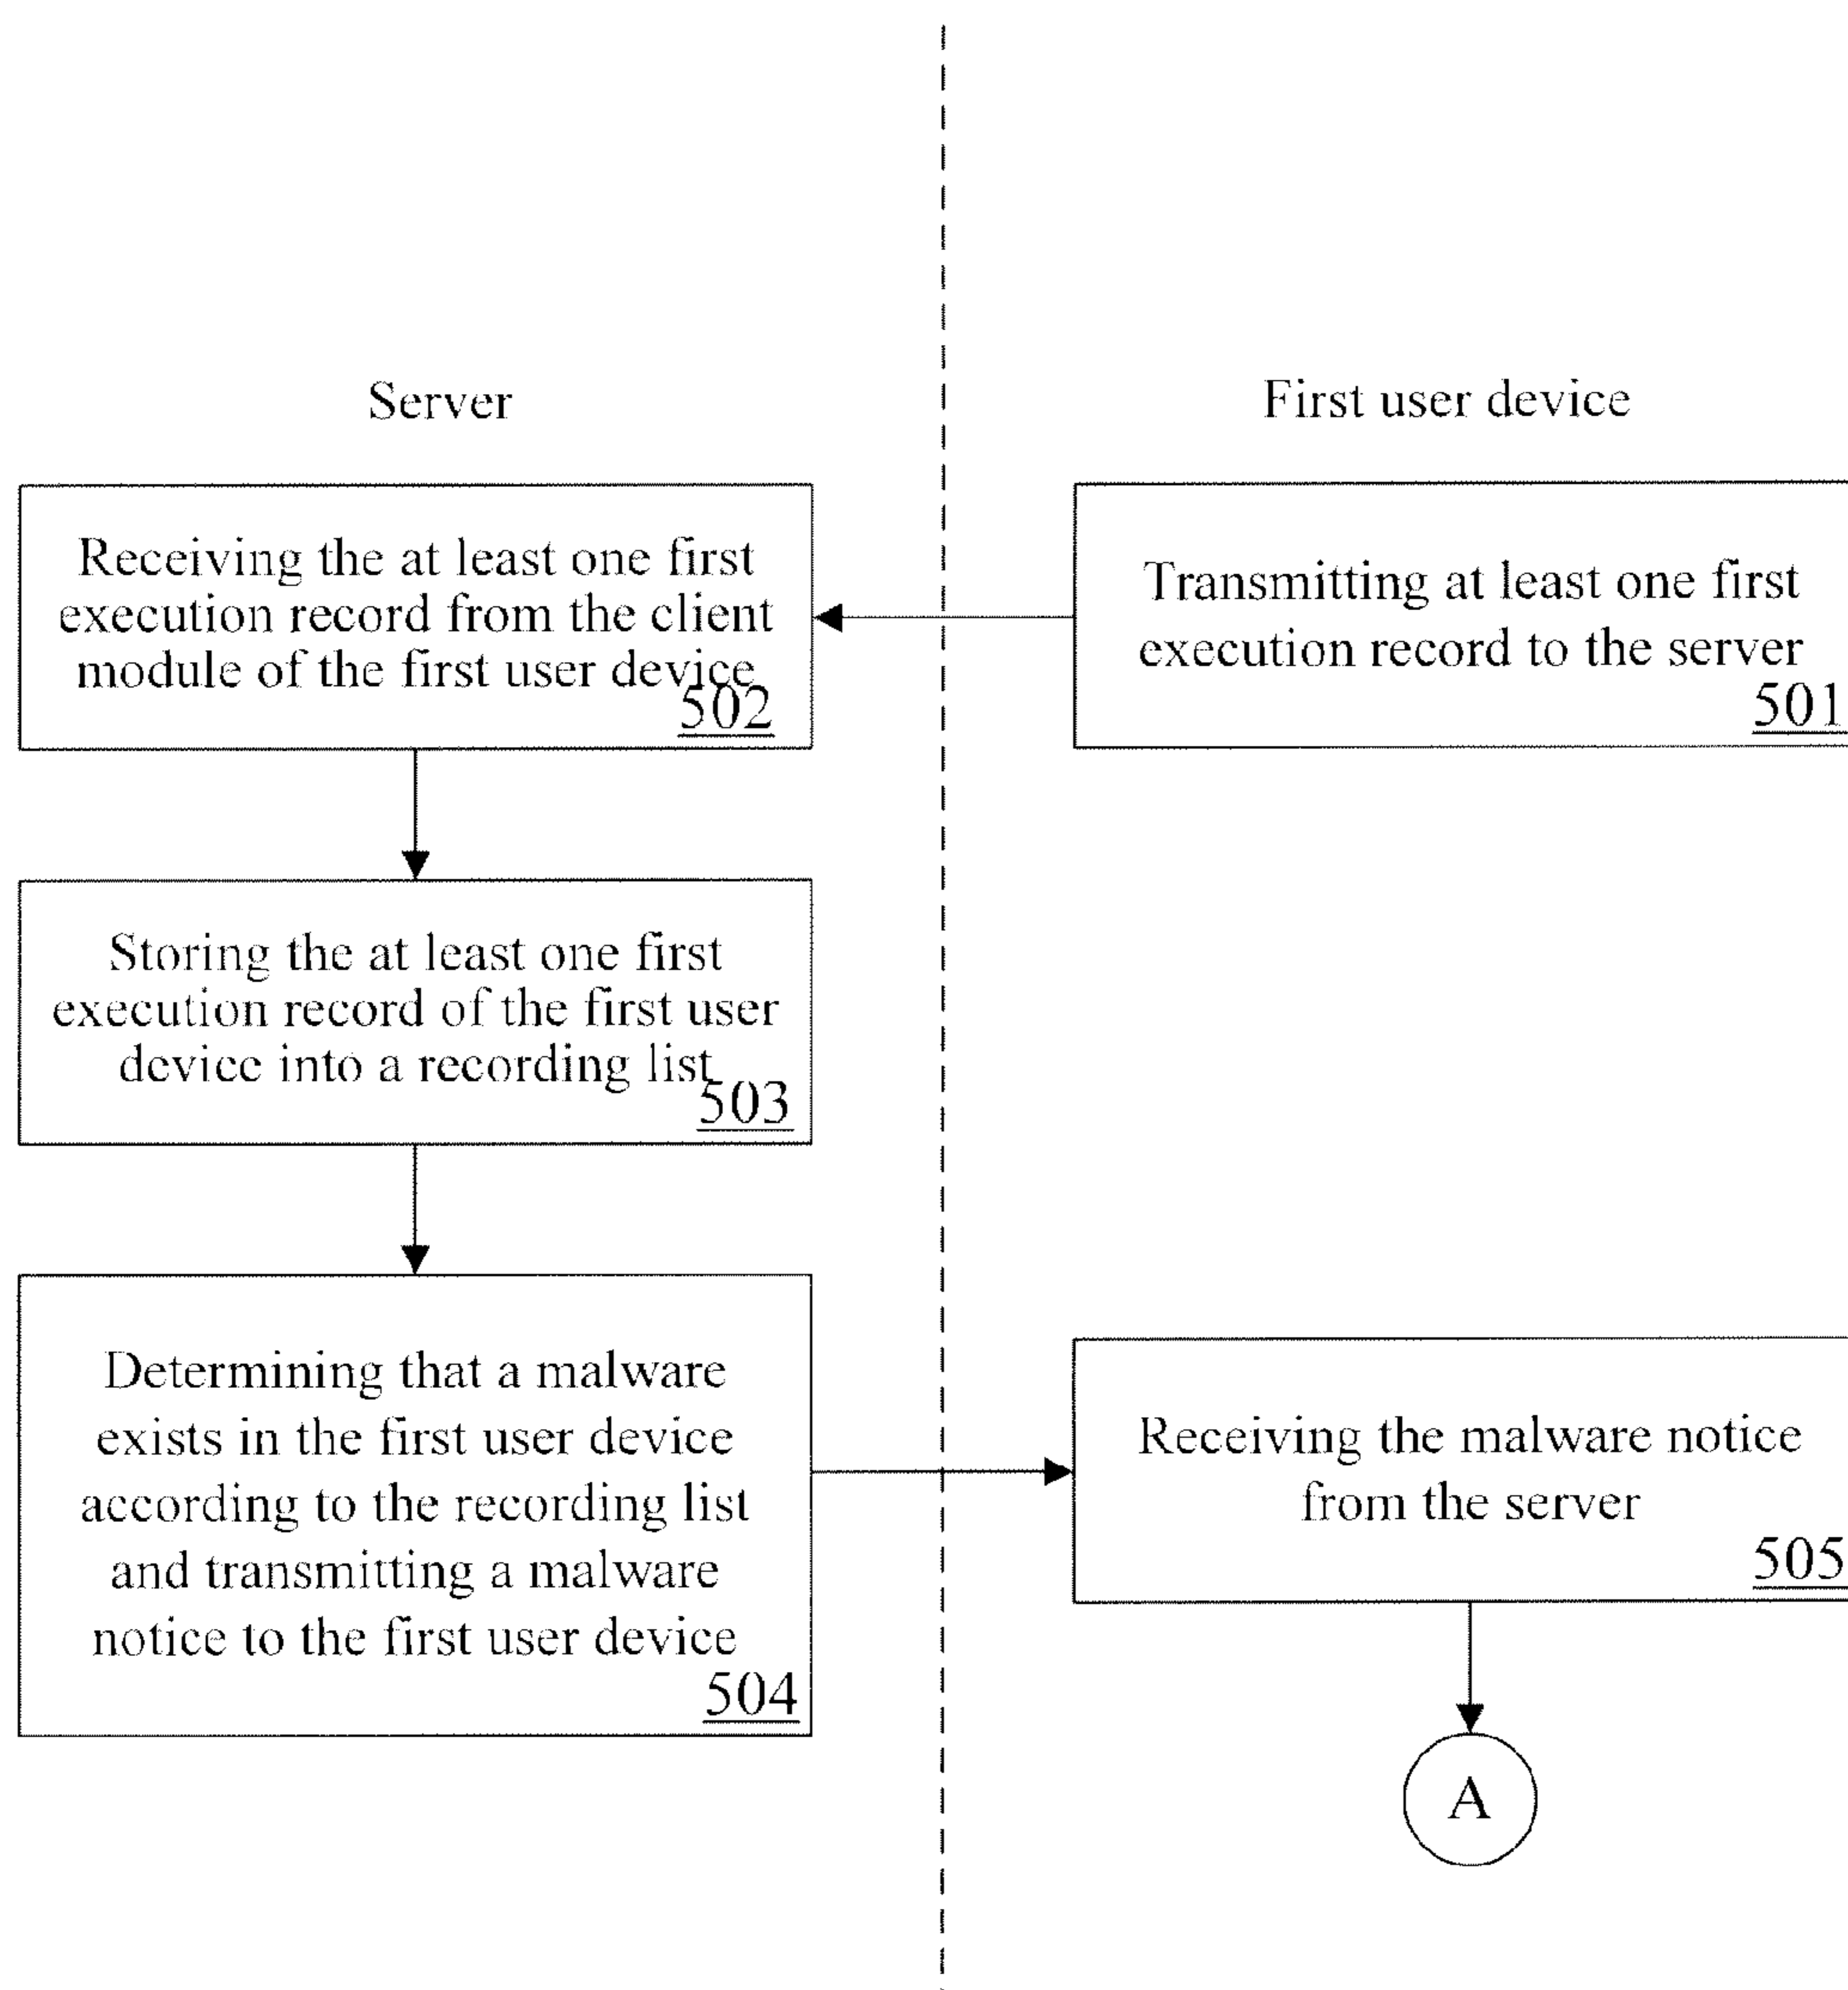 Server
First user device
Receiving the at least one first
execution record from the client
module of the first user device
502
Transmitting at least one first
execution record to the server
501
Storing the at least one first
execution record of the first user
device into a recording list
503
Determining that a malware
exists in the first user device
according to the recording list
and transmitting a malware
notice to the first user device
504
Receiving the malware notice
from the server
505
A